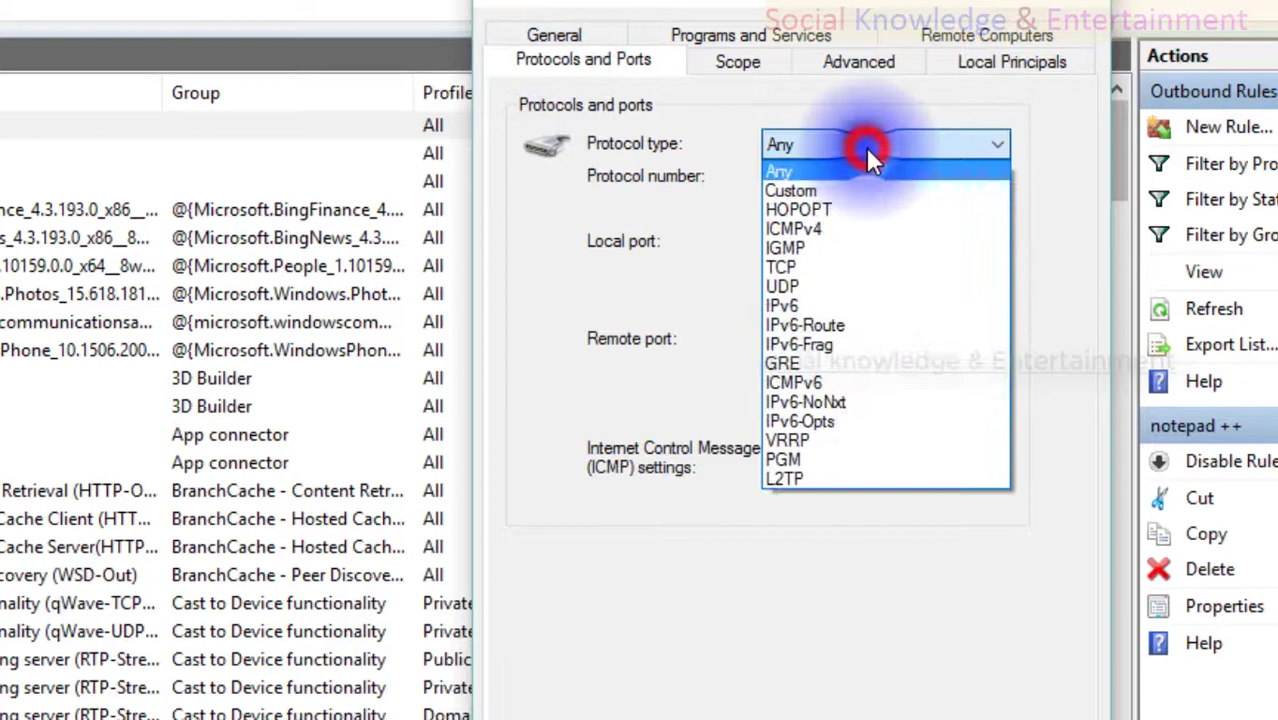 Social Knowledge & Entertainment
General
Programs and Services
Remote Computers
Protocols and Ports
Scope
Advanced
Local Principals
Actions
Outbound Rules
New Rule...
Filter by Pro
Filter by Sta
Filter by Gro
View
Refresh
Export List...
Help
notepad ++
Disable Rule
Cut
Copy
Delete
Properties
Help
Group
Profile
All
All
All
ance_4.3.193.0_x86__... @{Microsoft.BingFinance_4.... All
s_4.3.193.0_x86__8... @{Microsoft.BingNews_4.3.... All
.10159.0.0_x64__8w... @{Microsoft.People_1.10159... All
.Photos_15.618.181... @{Microsoft.Windows.Phot... All
communicationsa... @{microsoft.windowscom... All
Phone_10.1506.200... @{Microsoft.WindowsPhon... All
3D Builder All
3D Builder All
App connector All
App connector All
Retrieval (HTTP-O... BranchCache - Content Retr... All
Cache Client (HTT... BranchCache - Hosted Cach... All
Cache Server(HTTP... BranchCache - Hosted Cach... All
covery (WSD-Out) BranchCache - Peer Discove... All
nality (qWave-TCP... Cast to Device functionality Private
nality (qWave-UDP... Cast to Device functionality Private
ng server (RTP-Stre... Cast to Device functionality Public
ng server (RTP-Stre... Cast to Device functionality Private
ng server (RTP-Stre... Cast to Device functionality Domai
Protocols and ports
Protocol type:
Any
Protocol number:
Local port:
Remote port:
Internet Control Message
(ICMP) settings:
Any
Custom
HOPOPT
ICMPv4
IGMP
TCP
UDP
IPv6
IPv6-Route
IPv6-Frag
GRE
ICMPv6
IPv6-NoNxt
IPv6-Opts
VRRP
PGM
L2TP
ial knowledge & Entertainment